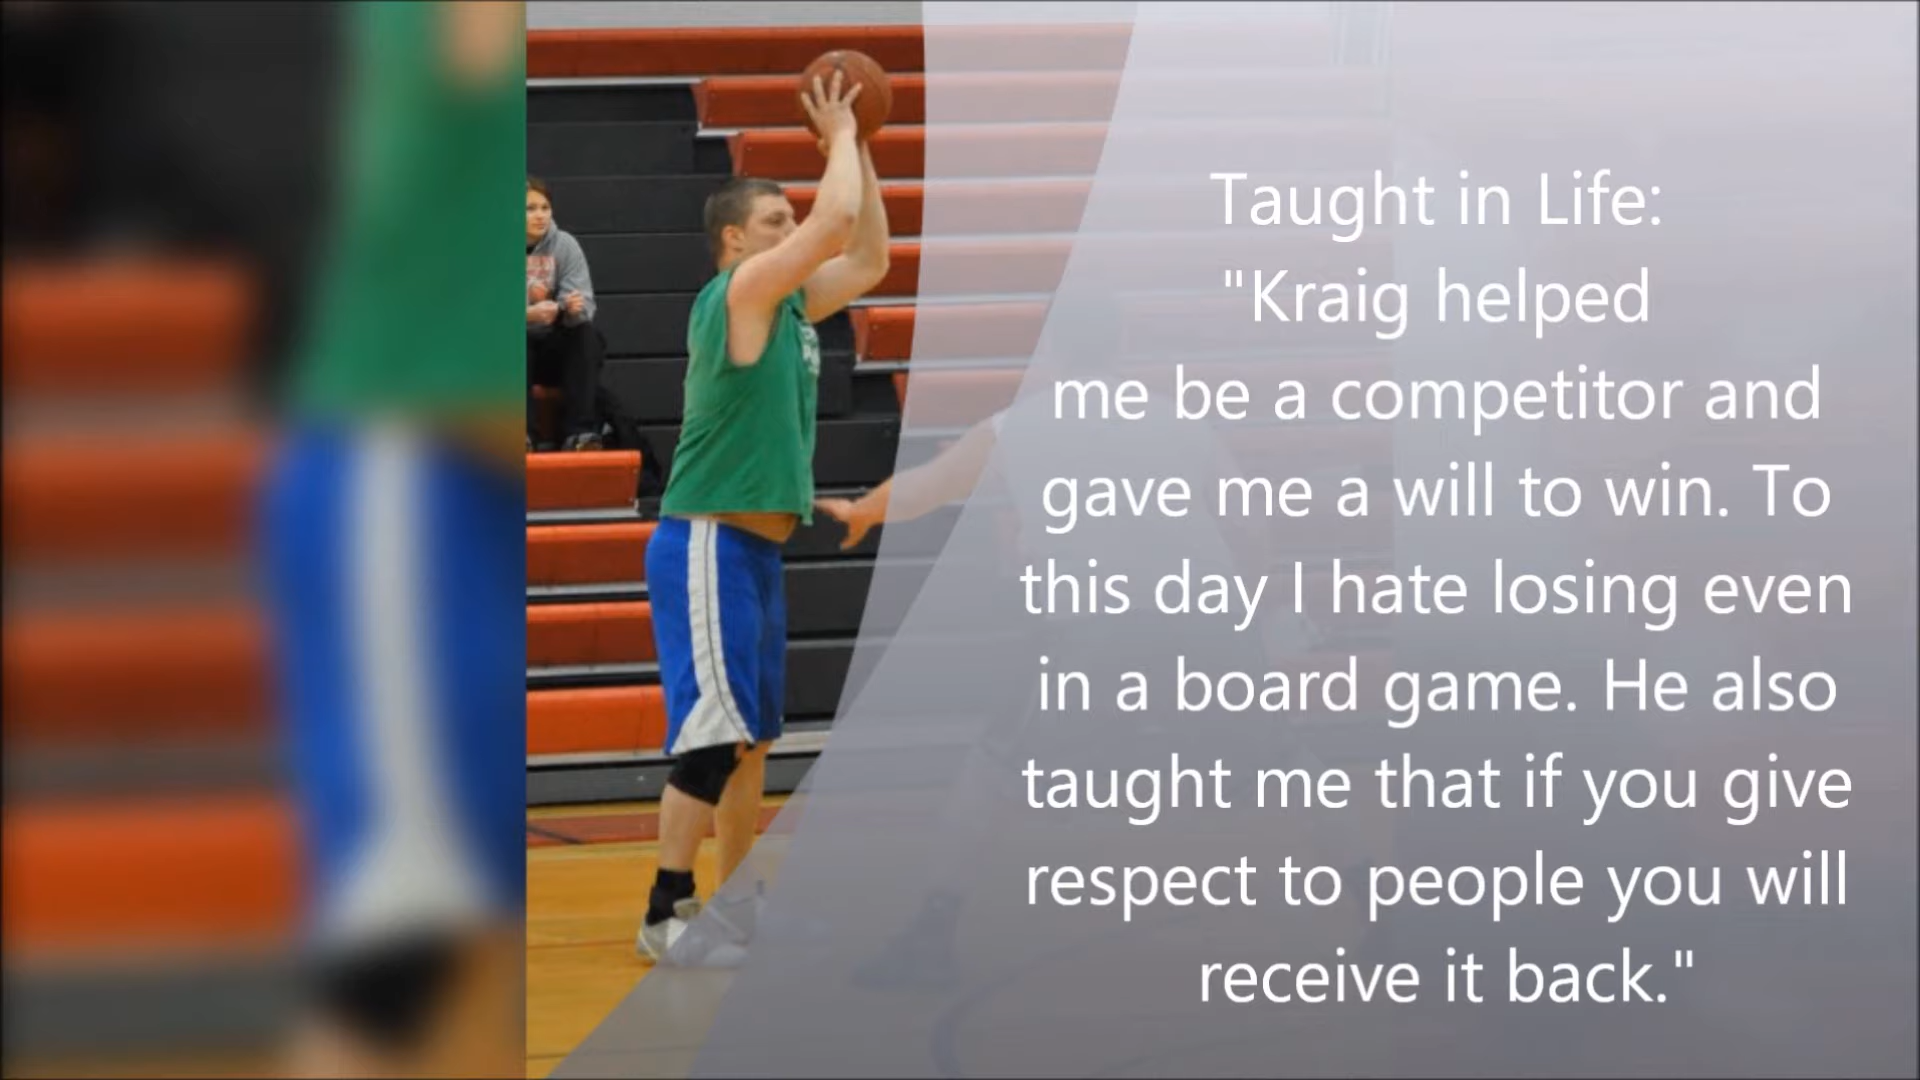 Taught in Life:
"Kraig helped
me be a competitor and
gave me a will to win. To
this day I hate losing even
in a board game. He also
taught me that if you give
respect to people you will
receive it back."